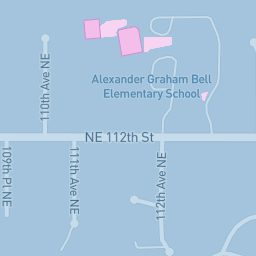 Alexander Graham Bell
Elementary School
110th Ave NE
NE 112th St
109th PL NE
111th Ave NE
112th Ave NE